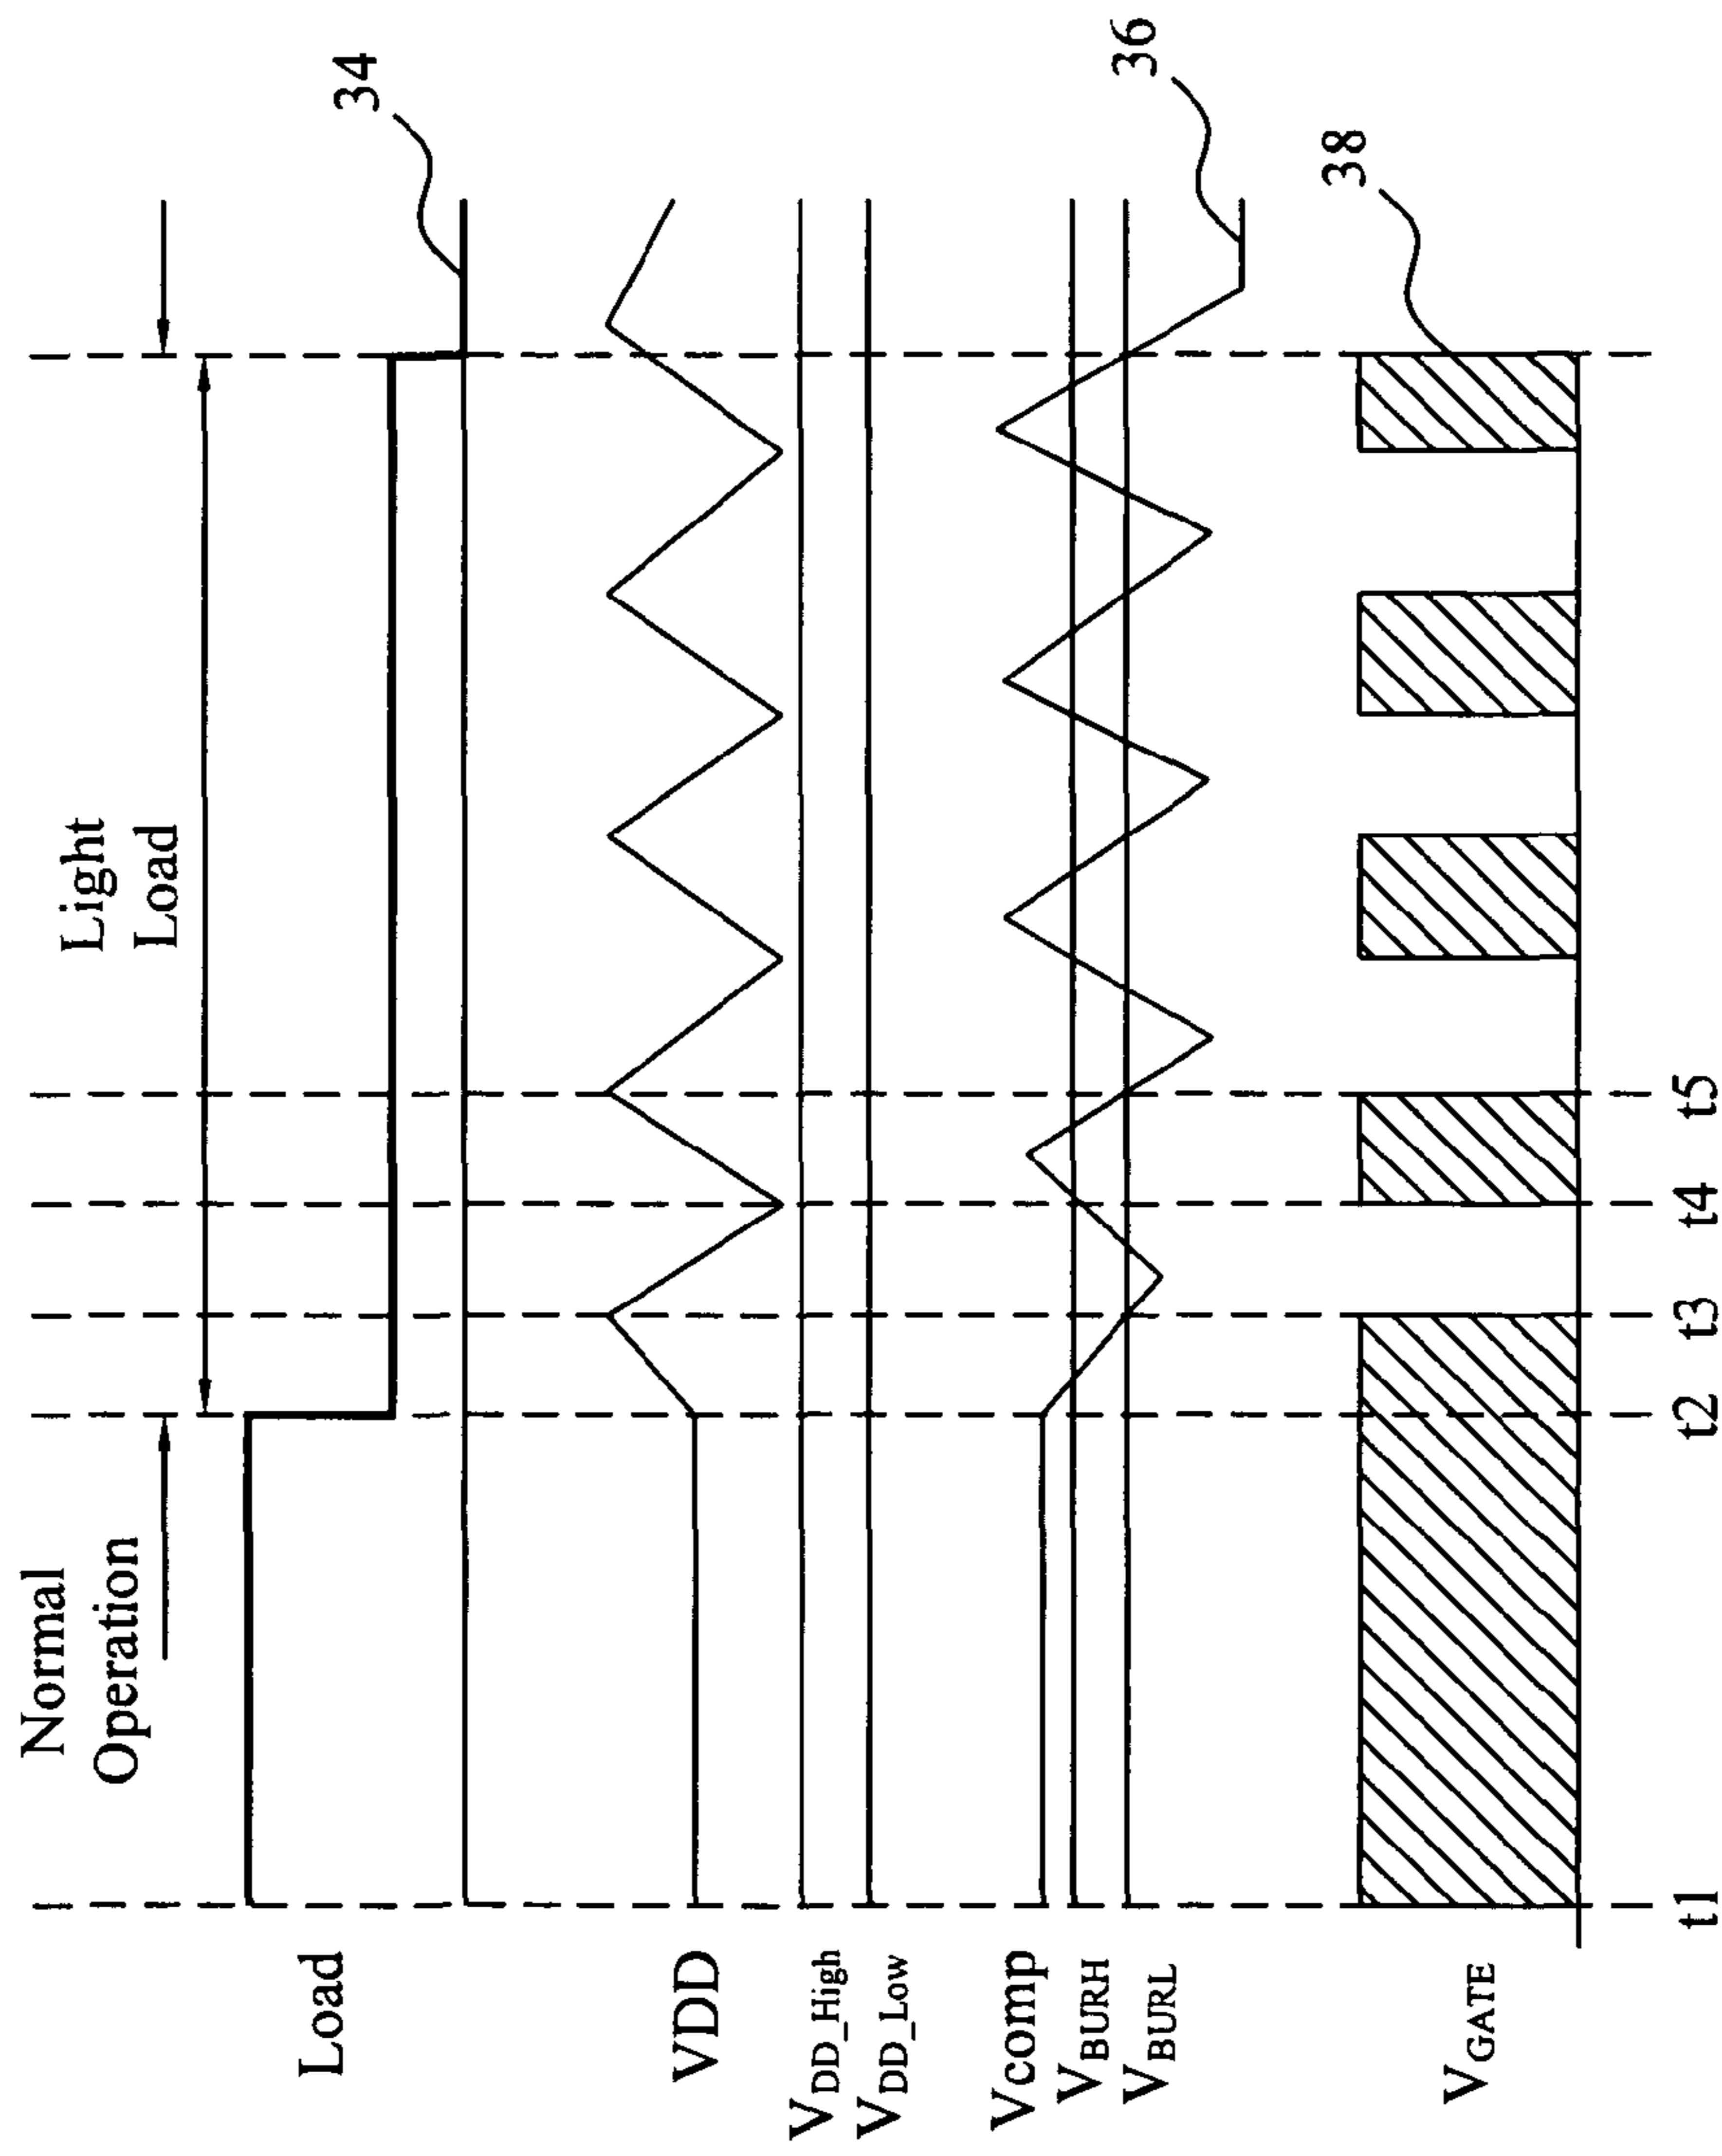 Normal
Operation
Light
Load
Load
34
VDD
VDD_High
VDD_Low
Vcomp
VBURH
VBURL
36
VGATE
38
t1 t2 t3 t4 t5